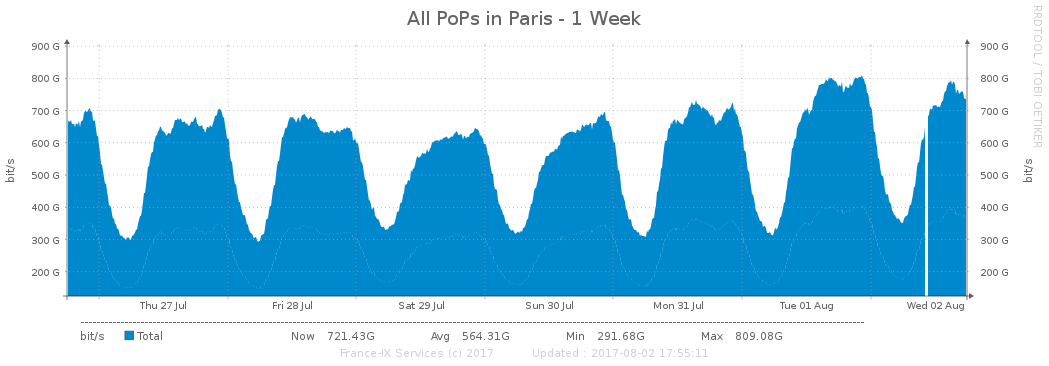 All PoPs in Paris - 1 Week
RRDTOOL / TOBI OETIKER
900 G 900 G
800 G 800 G
700 G 700 G
600 G 600 G
500 G 500 G
400 G 400 G
300 G 300 G
200 G 200 G
bit/s bit/s
Thu 27 Jul Fri 28 Jul Sat 29 Jul Sun 30 Jul Mon 31 Jul Tue 01 Aug Wed 02 Aug
bit/s Total Now 721.43G Avg 564.31G Min 291.68G Max 809.08G
France-IX Services (c) 2017 Updated : 2017-08-02 17:55:11